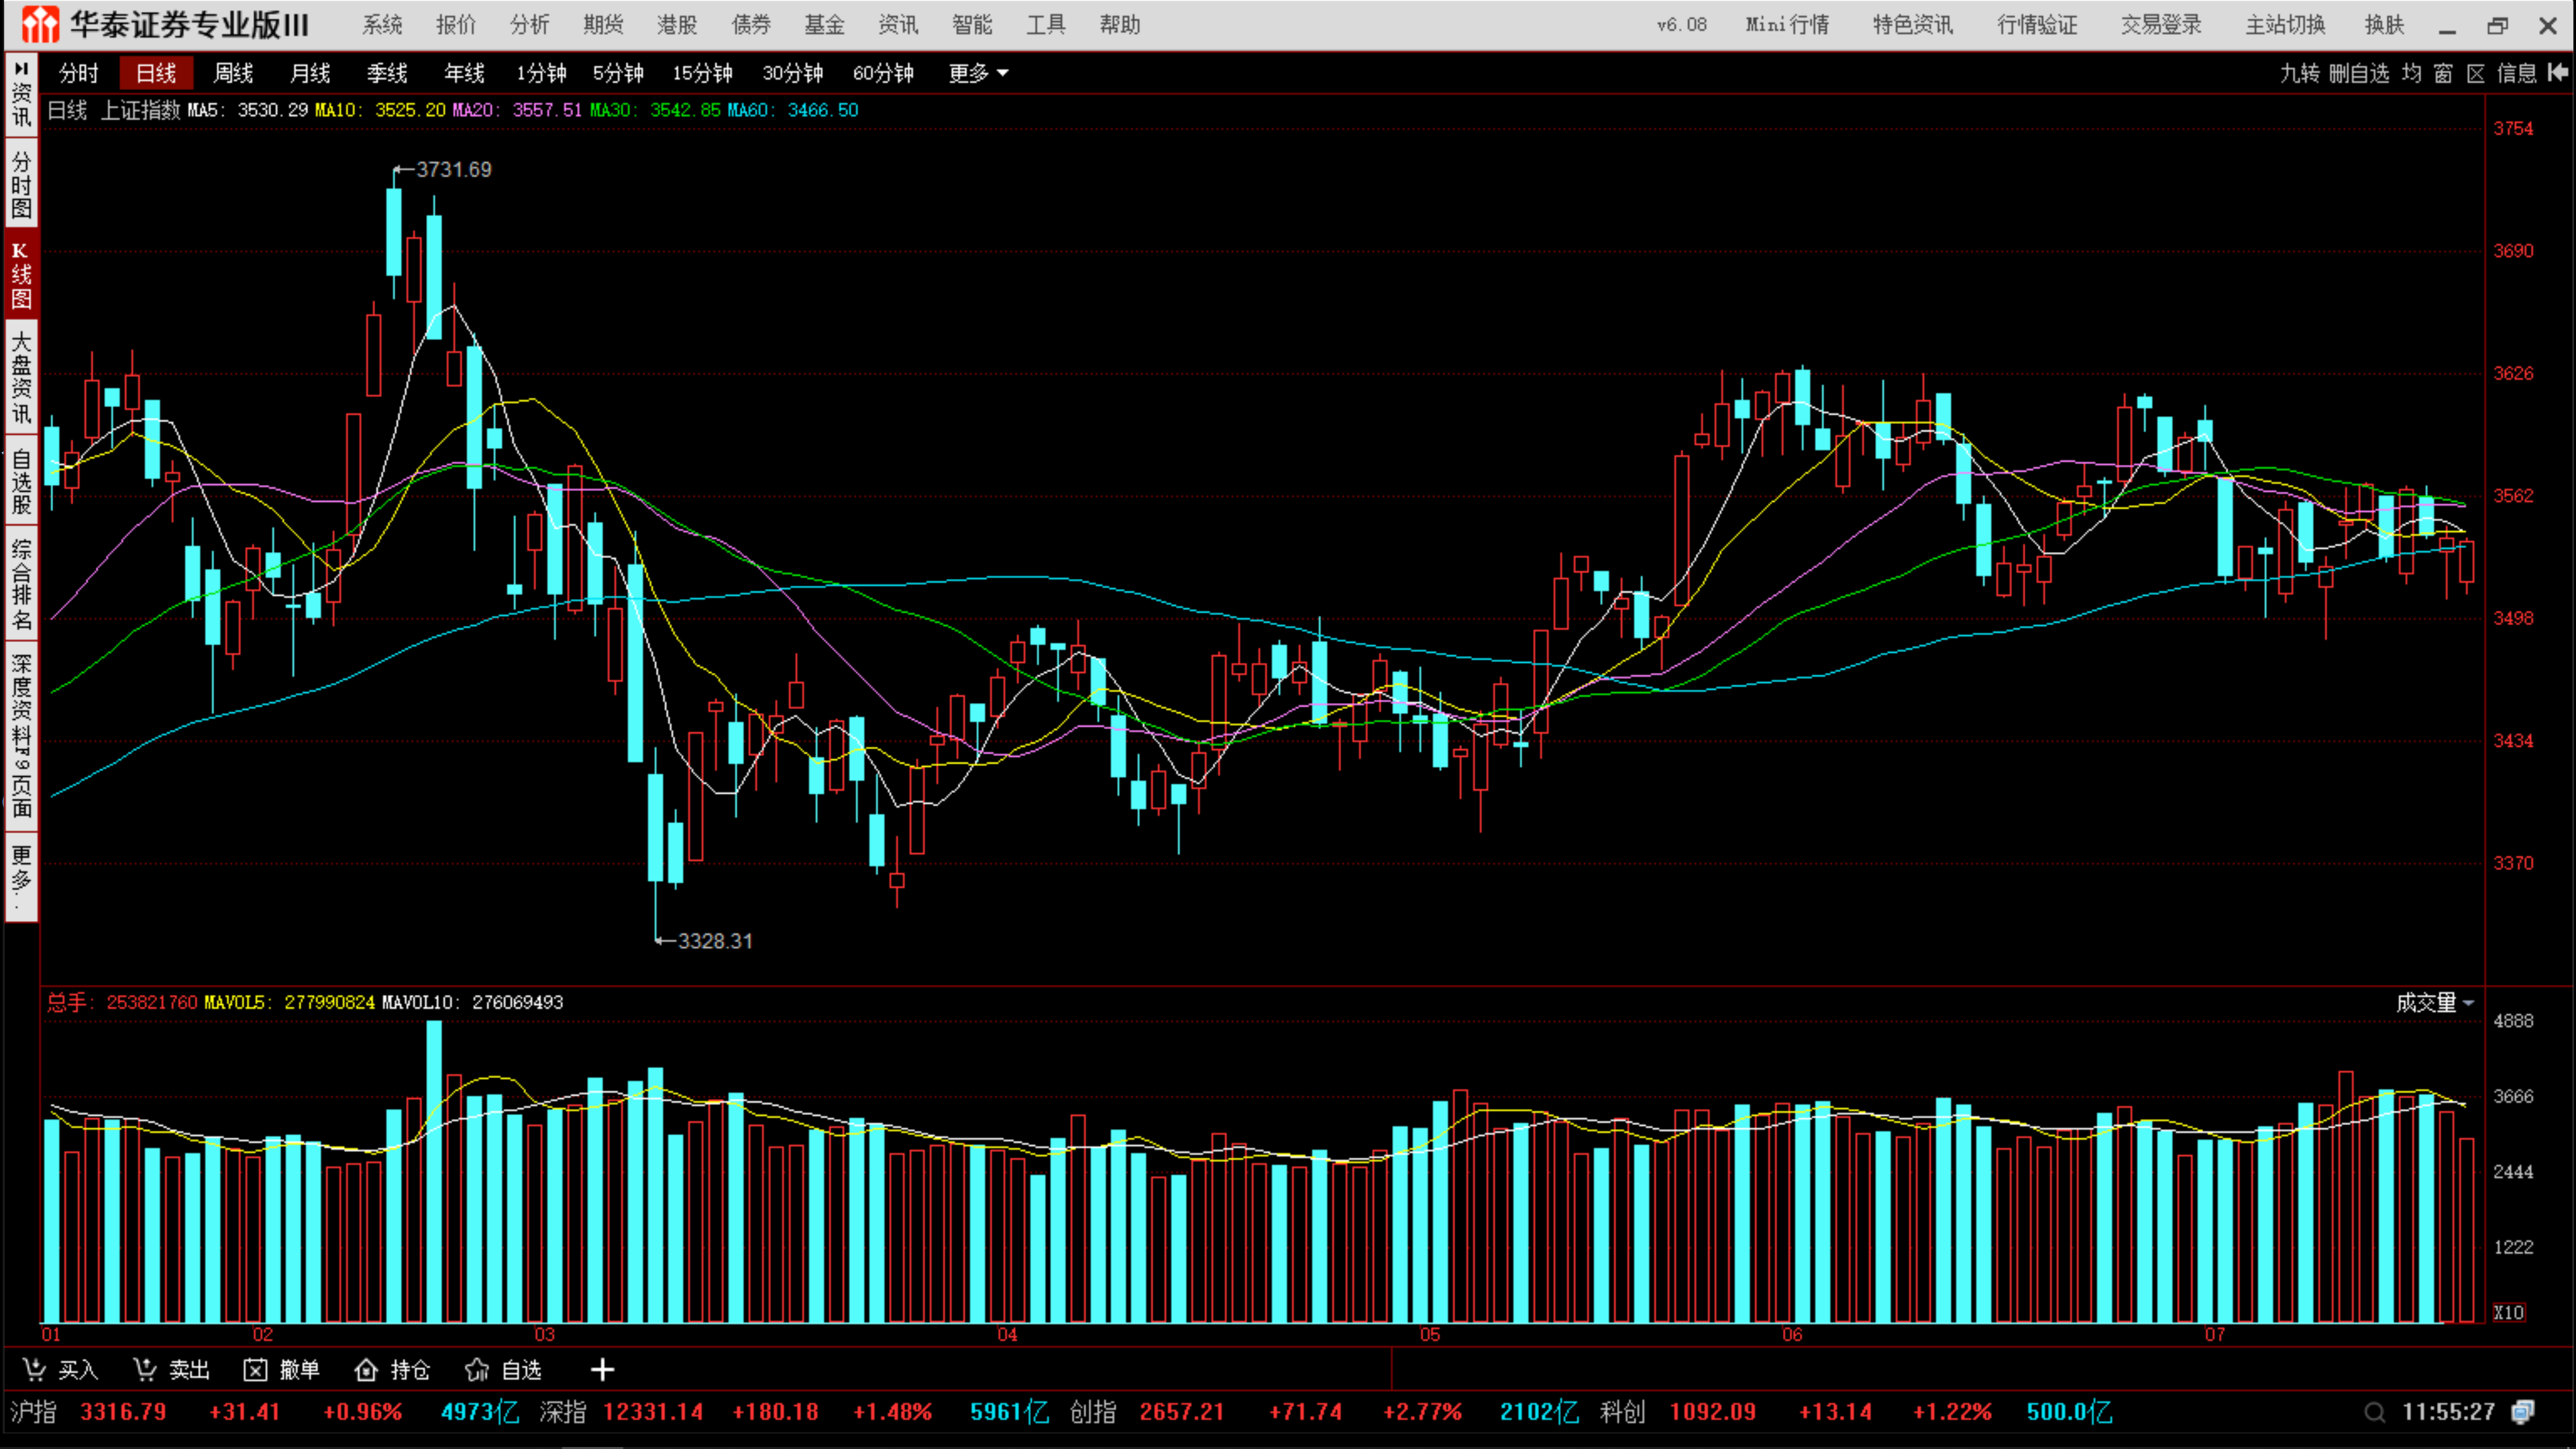 华泰证券专业版III 系统 报价 分析 期货 港股 债券 基金 资讯 智能 工具 帮助 v6.08 Mini行情 特色资讯 行情验证 交易登录 主站切换 换肤
分时 日线 周线 月线 季线 年线 1分钟 5分钟 15分钟 30分钟 60分钟 更多 九转 删自选 均 窗 区 信息
日线 上证指数 MA5: 3530.29 MA10: 3525.20 MA20: 3557.51 MA30: 3542.85 MA60: 3466.50
资讯
分时图
K线图
大盘资讯
自选股
综合排名
深度资料F9页面
更多..
3731.69
3328.31
3754
3690
3626
3562
3498
3434
3370
总手: 253821760 MAVOL5: 277990824 MAVOL10: 276069493 成交量
4888
3666
2444
1222
X10
01 02 03 04 05 06 07
买入 卖出 撤单 持仓 自选
沪指 3316.79 +31.41 +0.96% 4973亿 深指 12331.14 +180.18 +1.48% 5961亿 创指 2657.21 +71.74 +2.77% 2102亿 科创 1092.09 +13.14 +1.22% 500.0亿 11:55:27